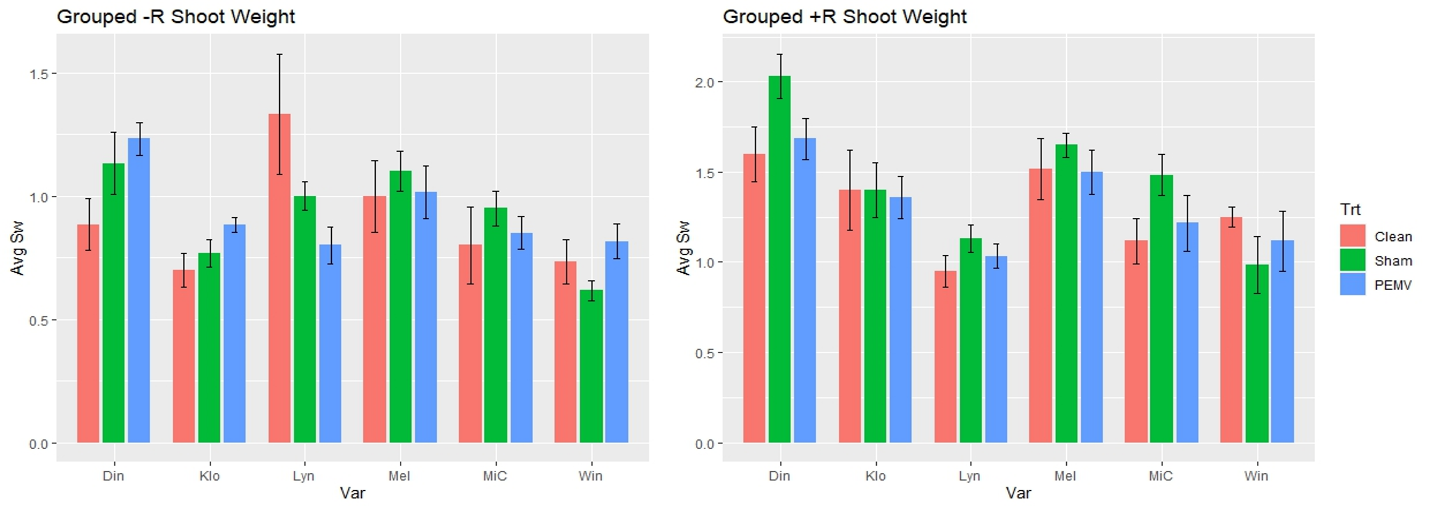 Grouped -R Shoot Weight
Avg Sw
1.5
1.0
0.5
0.0
Din Klo Lyn Mel MiC Win
Var
Grouped +R Shoot Weight
Avg Sw
2.0
1.5
1.0
0.5
0.0
Din Klo Lyn Mel MiC Win
Var
Trt
Clean
Sham
PEMV